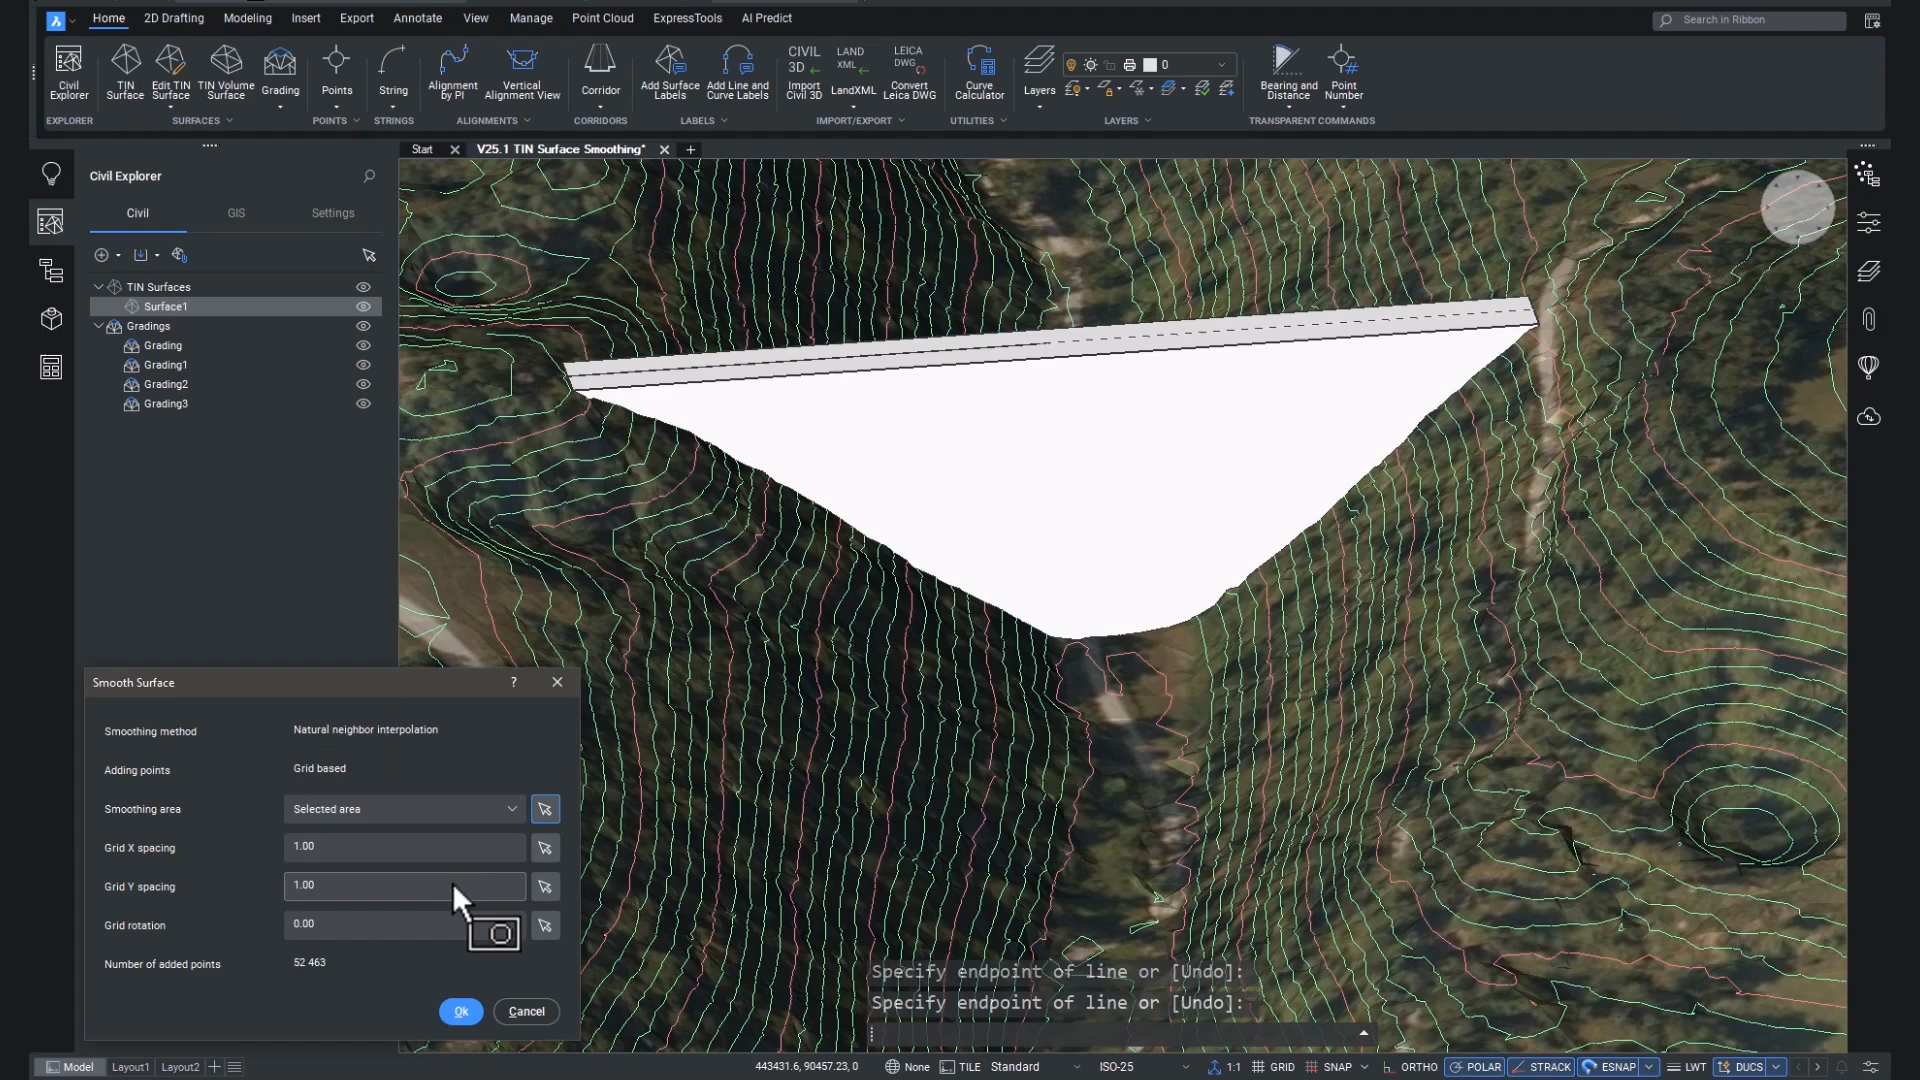 Home 2D Drafting Modeling Insert Export Annotate View Manage Point Cloud ExpressTools AI Predict Search in Ribbon
Civil Explorer
TIN Surface
Edit TIN Surface
TIN Volume Surface
Grading
Points
String
Alignment by PI
Vertical Alignment View
Corridor
Add Surface Labels
Add Line and Curve Labels
CIVIL 3D
Import Civil 3D
LAND XML
LandXML
LEICA DWG
Convert Leica DWG
Curve Calculator
Layers
0
Bearing and Distance
Point Number
EXPLORER SURFACES POINTS STRINGS ALIGNMENTS CORRIDORS LABELS IMPORT/EXPORT UTILITIES LAYERS TRANSPARENT COMMANDS
Start V25.1 TIN Surface Smoothing*
Civil Explorer
Civil GIS Settings
TIN Surfaces
Surface1
Gradings
Grading
Grading1
Grading2
Grading3
Smooth Surface ?
Smoothing method Natural neighbor interpolation
Adding points Grid based
Smoothing area Selected area
Grid X spacing 1.00
Grid Y spacing 1.00
Grid rotation 0.00
Number of added points 52 463
Ok Cancel
Specify endpoint of line or [Undo]:
Specify endpoint of line or [Undo]:
Model Layout1 Layout2 443431.6, 90457.23, 0 None TILE Standard ISO-25 1:1 GRID SNAP ORTHO POLAR STRACK ESNAP LWT DUCS